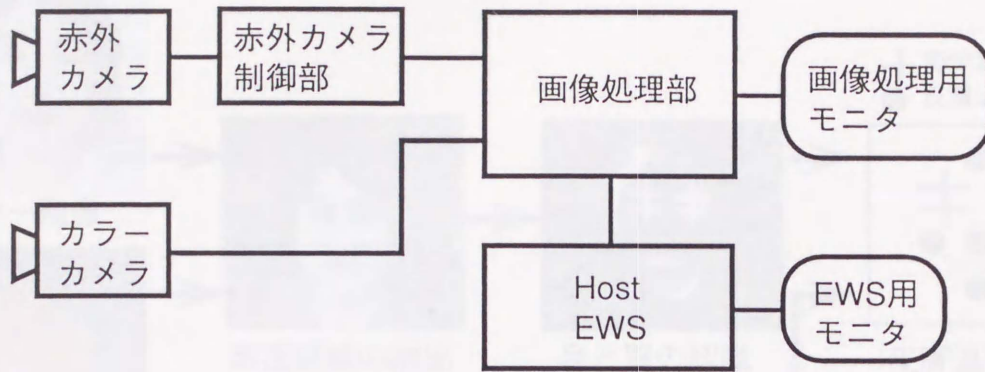 赤外
カメラ
赤外カメラ
制御部
画像処理部
画像処理用
モニタ
カラー
カメラ
Host
EWS
EWS用
モニタ